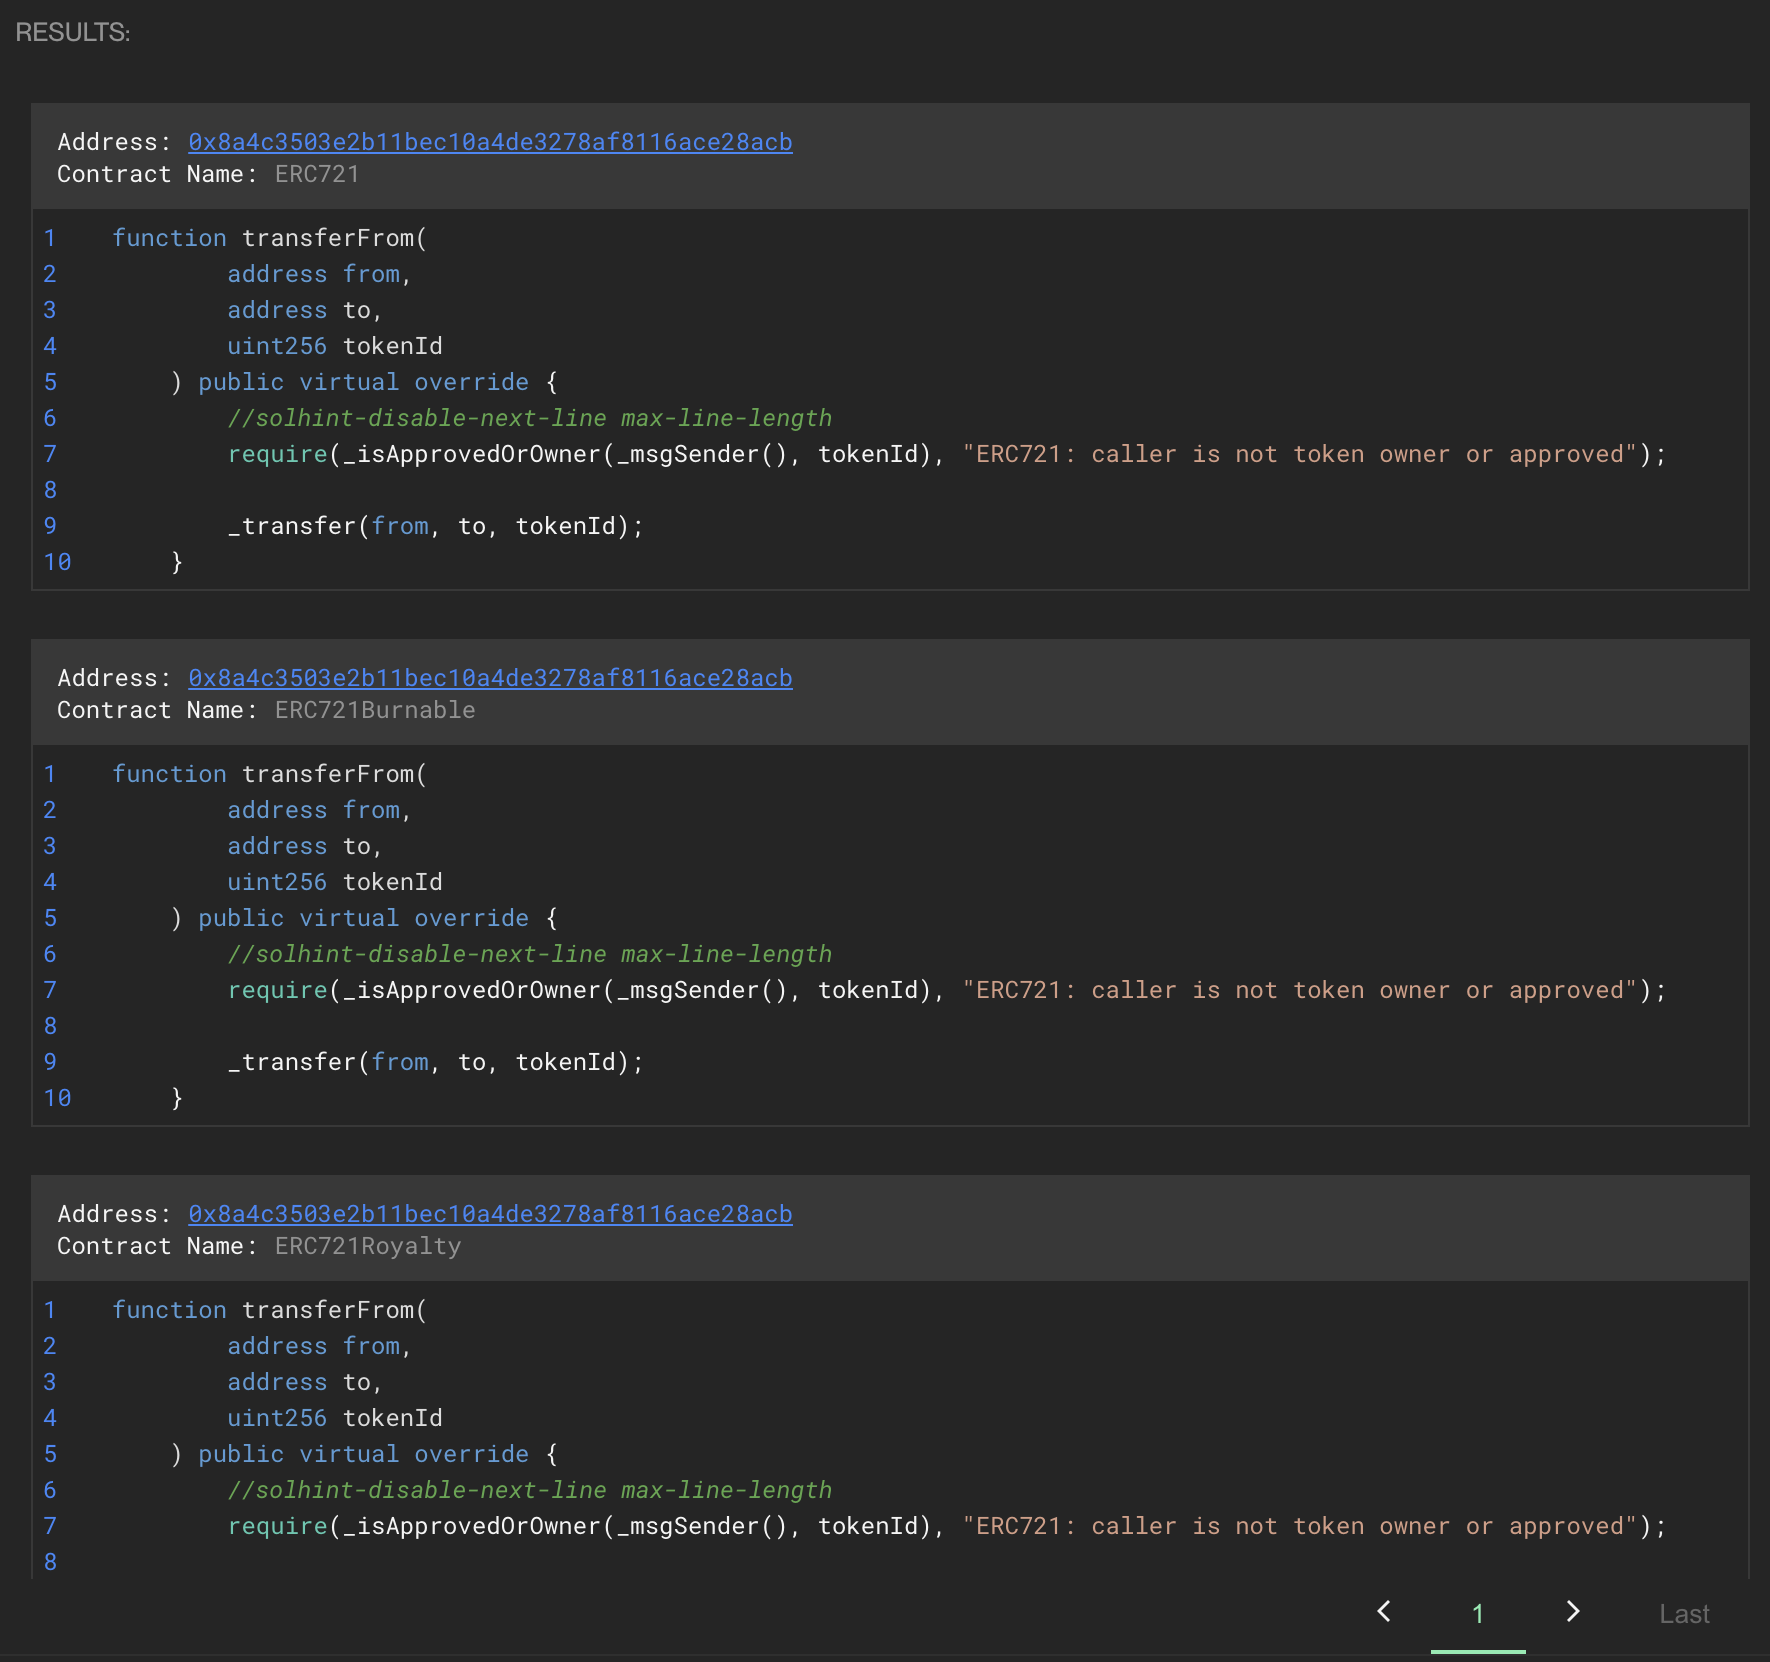 RESULTS:
Address: 0x8a4c3503e2b11bec10a4de3278af8116ace28acb
Contract Name: ERC721
1 function transferFrom(
2 address from,
3 address to,
4 uint256 tokenId
5 ) public virtual override {
6 //solhint-disable-next-line max-line-length
7 require(_isApprovedOrOwner(_msgSender(), tokenId), "ERC721: caller is not token owner or approved");
8
9 _transfer(from, to, tokenId);
10 }
Address: 0x8a4c3503e2b11bec10a4de3278af8116ace28acb
Contract Name: ERC721Burnable
1 function transferFrom(
2 address from,
3 address to,
4 uint256 tokenId
5 ) public virtual override {
6 //solhint-disable-next-line max-line-length
7 require(_isApprovedOrOwner(_msgSender(), tokenId), "ERC721: caller is not token owner or approved");
8
9 _transfer(from, to, tokenId);
10 }
Address: 0x8a4c3503e2b11bec10a4de3278af8116ace28acb
Contract Name: ERC721Royalty
1 function transferFrom(
2 address from,
3 address to,
4 uint256 tokenId
5 ) public virtual override {
6 //solhint-disable-next-line max-line-length
7 require(_isApprovedOrOwner(_msgSender(), tokenId), "ERC721: caller is not token owner or approved");
8
1 Last